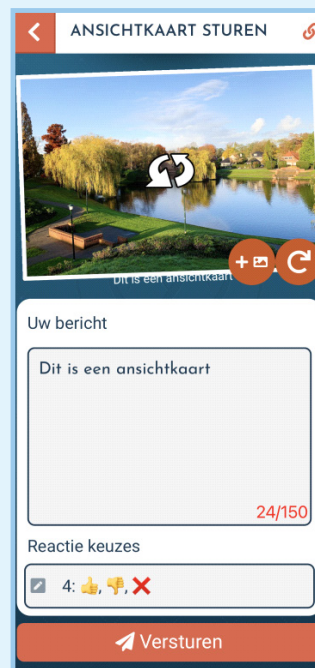 ANSICHTKAART STUREN
Dit is een ansichtkaart
Uw bericht
Dit is een ansichtkaart
24/150
Reactie keuzes
4: 👍, 👎, ❌
Versturen